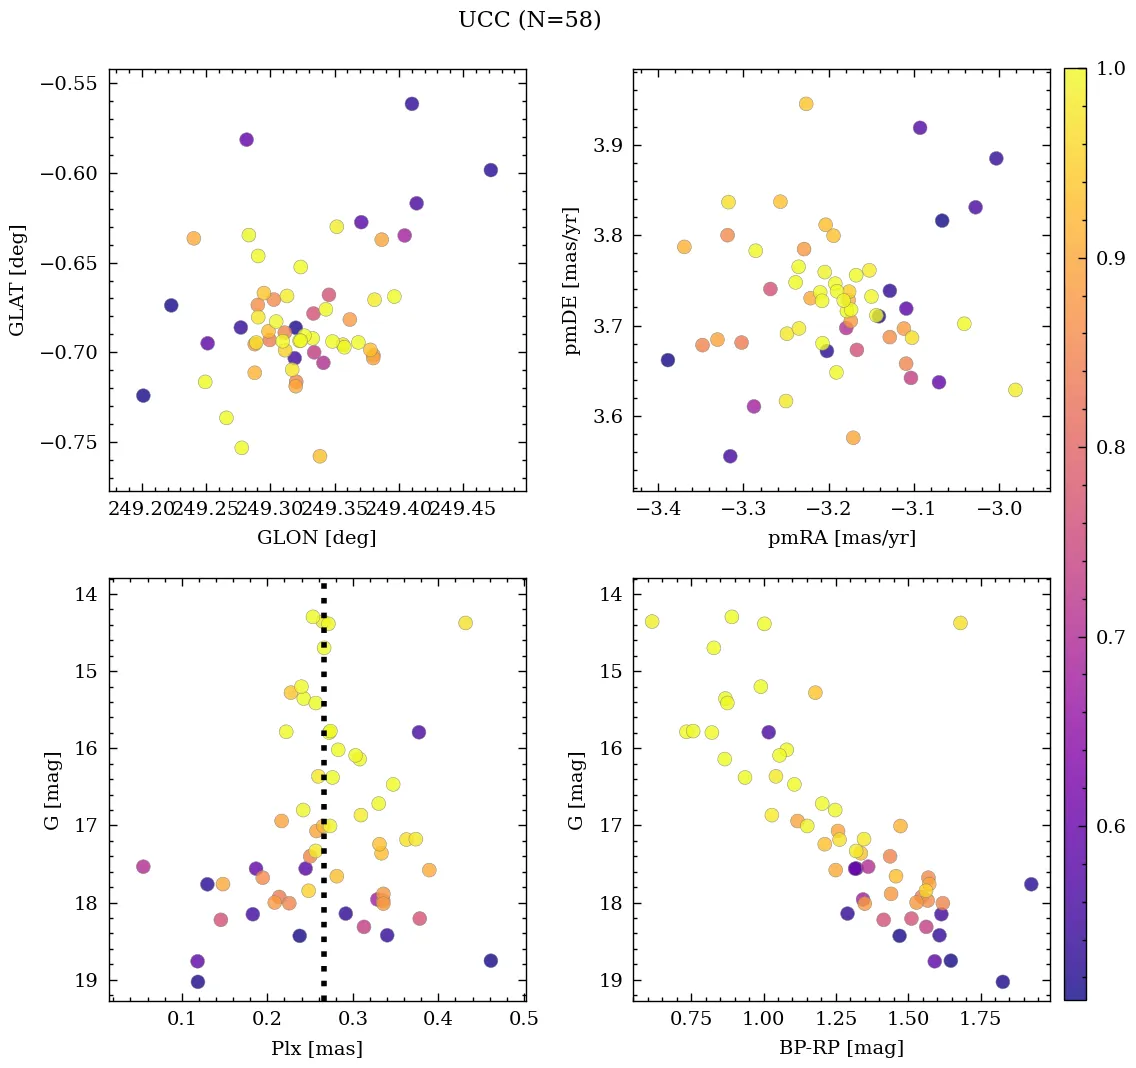 UCC (N=58)
−0.55
−0.60
−0.65
−0.70
−0.75
GLAT [deg]
249.20 249.25 249.30 249.35 249.40 249.45
GLON [deg]
3.9
3.8
3.7
3.6
pmDE [mas/yr]
−3.4 −3.3 −3.2 −3.1 −3.0
pmRA [mas/yr]
14
15
16
17
18
19
G [mag]
0.1 0.2 0.3 0.4 0.5
Plx [mas]
14
15
16
17
18
19
G [mag]
0.75 1.00 1.25 1.50 1.75
BP-RP [mag]
1.0
0.9
0.8
0.7
0.6